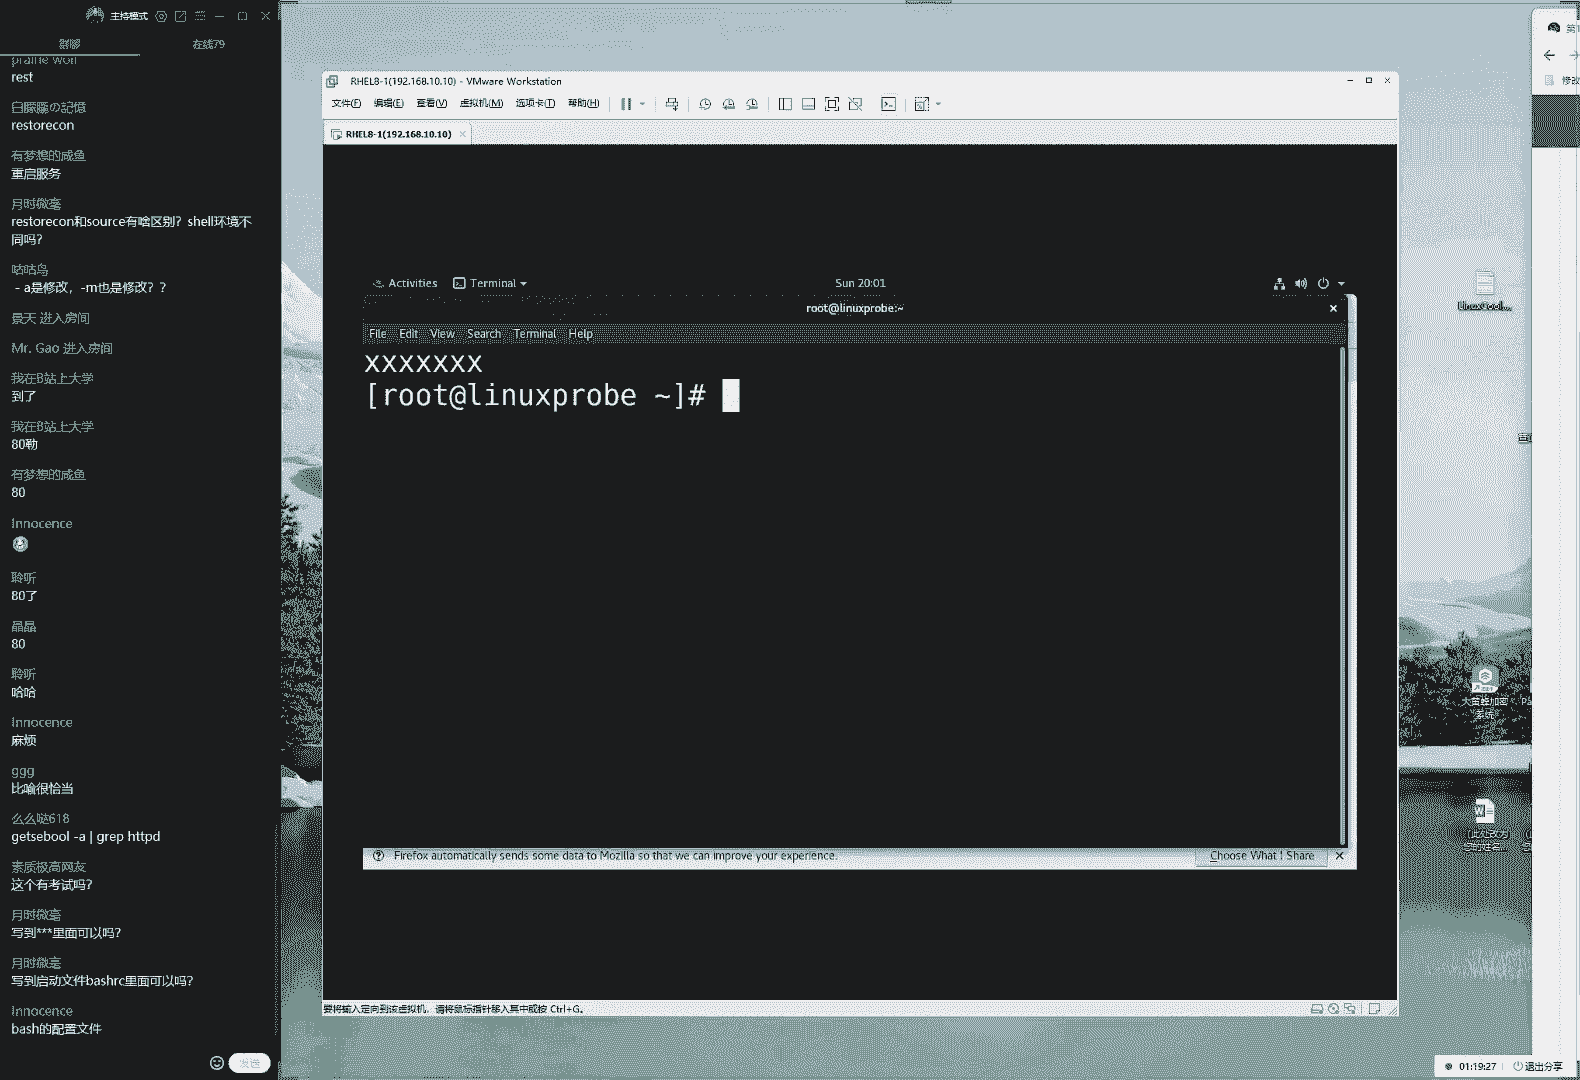 主持模式
群聊
在线79
rest
白朦朦の記憶
restorecon
有梦想的咸鱼
重启服务
月时微毫
restorecon和source有啥区别？shell环境不
同吗？
咕咕鸟
- a是修改，-m也是修改？？
景天 进入房间
Mr. Gao 进入房间
我在B站上大学
到了
我在B站上大学
80勒
有梦想的咸鱼
80
Innocence
聆听
80了
晶晶
80
聆听
哈哈
Innocence
麻烦
ggg
比喻很恰当
么么哒618
getsebool -a | grep httpd
素质极高网友
这个有考试吗？
月时微毫
写到***里面可以吗？
月时微毫
写到启动文件bashrc里面可以吗？
Innocence
bash的配置文件
发送
RHEL8-1(192.168.10.10) - VMware Workstation
文件(F) 编辑(E) 查看(V) 虚拟机(M) 选项卡(T) 帮助(H)
RHEL8-1(192.168.10.10)
Activities Terminal Sun 20:01
root@linuxprobe:~
File Edit View Search Terminal Help
xxxxxxx
[root@linuxprobe ~]#
Firefox automatically sends some data to Mozilla so that we can improve your experience. Choose What I Share
要将输入定向到该虚拟机，请将鼠标指针移入其中或按 Ctrl+G。
修改
01:19:27 退出分享